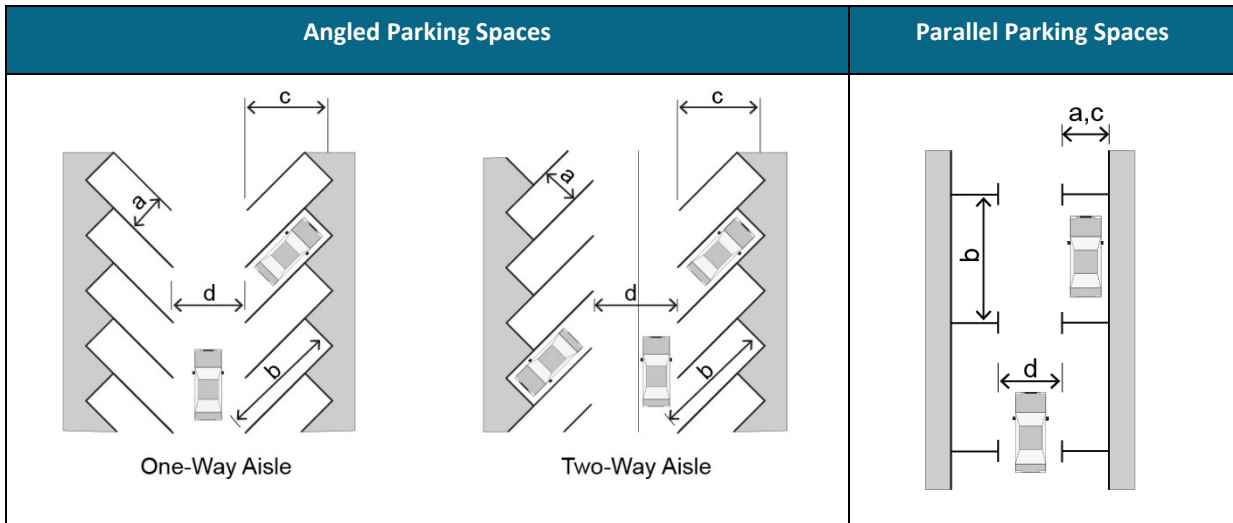 Angled Parking Spaces
Parallel Parking Spaces
c
a
d
b
One-Way Aisle
c
a
d
b
Two-Way Aisle
a,c
b
d